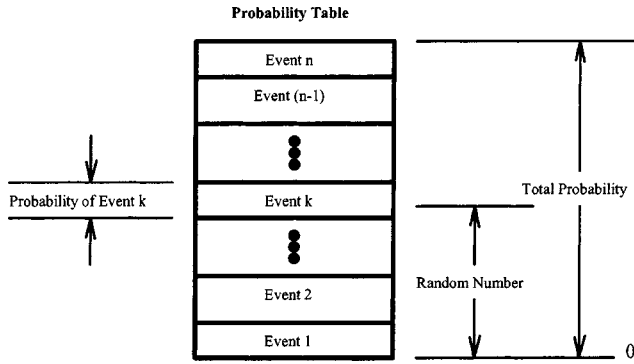 Probability Table
Event n
Event (n-1)
Event k
Probability of Event k
Total Probability
Random Number
Event 2
Event 1
0